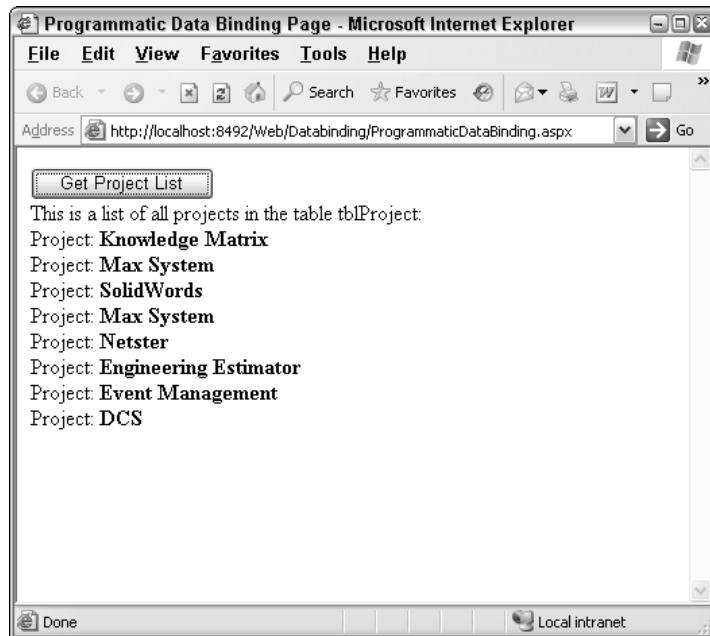 Programmatic Data Binding Page - Microsoft Internet Explorer
File Edit View Favorites Tools Help
Back Search Favorites W »
Address http://localhost:8492/Web/Databinding/ProgrammaticDataBinding.aspx Go
Get Project List
This is a list of all projects in the table tblProject:
Project: Knowledge Matrix
Project: Max System
Project: SolidWords
Project: Max System
Project: Netster
Project: Engineering Estimator
Project: Event Management
Project: DCS
Done Local intranet